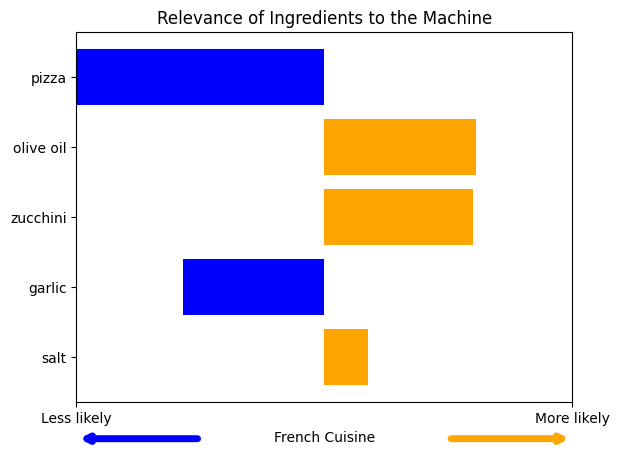 Relevance of Ingredients to the Machine
pizza
olive oil
zucchini
garlic
salt
Less likely
More likely
French Cuisine